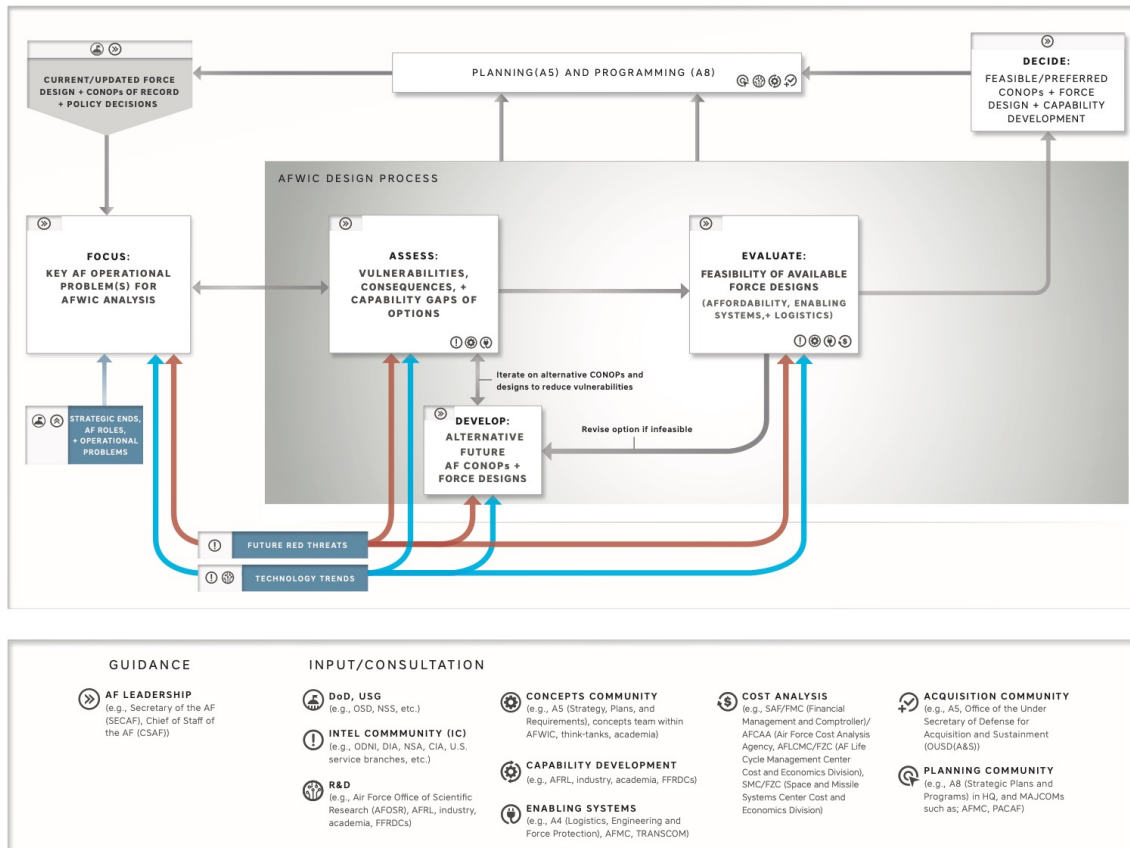 CURRENT/UPDATED FORCE
DESIGN + CONOPs OF RECORD
+ POLICY DECISIONS
PLANNING(A5) AND PROGRAMMING (A8)
DECIDE:
FEASIBLE/PREFERRED
CONOPs + FORCE
DESIGN + CAPABILITY
DEVELOPMENT
AFWIC DESIGN PROCESS
FOCUS:
KEY AF OPERATIONAL
PROBLEM(S) FOR
AFWIC ANALYSIS
ASSESS:
VULNERABILITIES,
CONSEQUENCES, +
CAPABILITY GAPS OF
OPTIONS
EVALUATE:
FEASIBILITY OF AVAILABLE
FORCE DESIGNS
(AFFORDABILITY, ENABLING
SYSTEMS,+ LOGISTICS)
Iterate on alternative CONOPs and
designs to reduce vulnerabilities
STRATEGIC ENDS,
AF ROLES,
+ OPERATIONAL
PROBLEMS
DEVELOP:
ALTERNATIVE
FUTURE
AF CONOPs +
FORCE DESIGNS
Revise option if infeasible
FUTURE RED THREATS
TECHNOLOGY TRENDS
GUIDANCE
AF LEADERSHIP
(e.g., Secretary of the AF
(SECAF), Chief of Staff of
the AF (CSAF))
INPUT/CONSULTATION
DoD, USG
(e.g., OSD, NSS, etc.)
INTEL COMMMUNITY (IC)
(e.g., ODNI, DIA, NSA, CIA, U.S.
service branches, etc.)
R&D
(e.g., Air Force Office of Scientific
Research (AFOSR), AFRL, industry,
academia, FFRDCs)
CONCEPTS COMMUNITY
(e.g., A5 (Strategy, Plans, and
Requirements), concepts team within
AFWIC, think-tanks, academia)
CAPABILITY DEVELOPMENT
(e.g., AFRL, industry, academia, FFRDCs)
ENABLING SYSTEMS
(e.g., A4 (Logistics, Engineering and
Force Protection), AFMC, TRANSCOM)
COST ANALYSIS
(e.g., SAF/FMC (Financial
Management and Comptroller)/
AFCAA (Air Force Cost Analysis
Agency, AFLCMC/FZC (AF Life
Cycle Management Center
Cost and Economics Division),
SMC/FZC (Space and Missile
Systems Center Cost and
Economics Division)
ACQUISITION COMMUNITY
(e.g., A5, Office of the Under
Secretary of Defense for
Acquisition and Sustainment
(OUSD(A&S))
PLANNING COMMUNITY
(e.g., A8 (Strategic Plans and
Programs) in HQ, and MAJCOMs
such as; AFMC, PACAF)